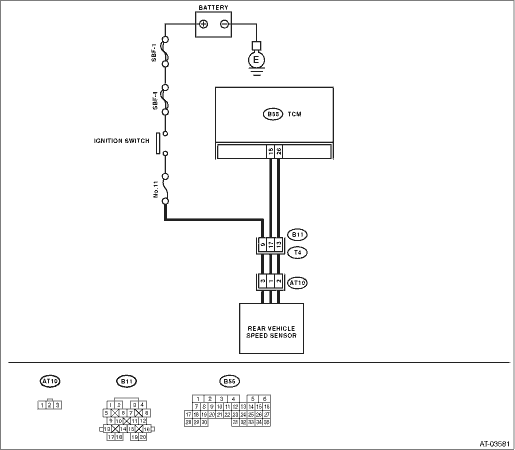 BATTERY
+ −
E
SBF-1
SBF-4
IGNITION SWITCH
No.11
B55 TCM
15 26
9 17 13
B11
T4
3 1 2
AT10
REAR VEHICLE
SPEED SENSOR
AT10
1 2 3
B11
1 2 3 4
5 6 7 8
9 10 11 12
13 14 15 16
17 18 19 20
B55
1 2 3 4 5 6
7 8 9 10 11 12 13 14 15 16
17 18 19 20 21 22 23 24 25 26 27
28 29 30 31 32 33 34 35
AT-03581